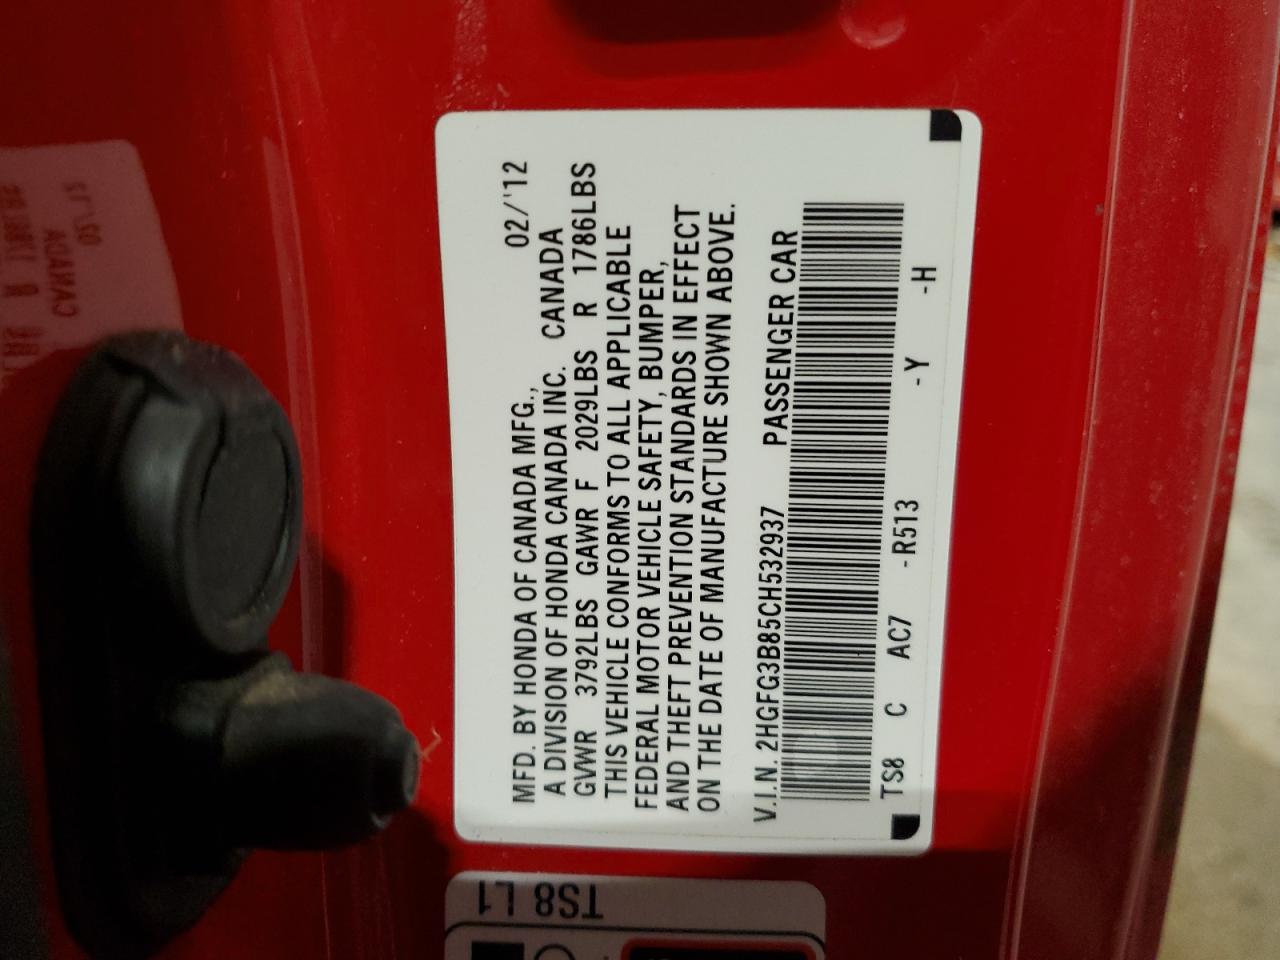 MFD. BY HONDA OF CANADA MFG., 02/'12
A DIVISION OF HONDA CANADA INC. CANADA
GVWR 3792LBS GAWR F 2029LBS R 1786LBS
THIS VEHICLE CONFORMS TO ALL APPLICABLE
FEDERAL MOTOR VEHICLE SAFETY, BUMPER,
AND THEFT PREVENTION STANDARDS IN EFFECT
ON THE DATE OF MANUFACTURE SHOWN ABOVE.
V.I.N. 2HGFG3B85CH532937 PASSENGER CAR
TS8 C AC7 -R513 -Y -H
TS8 L1